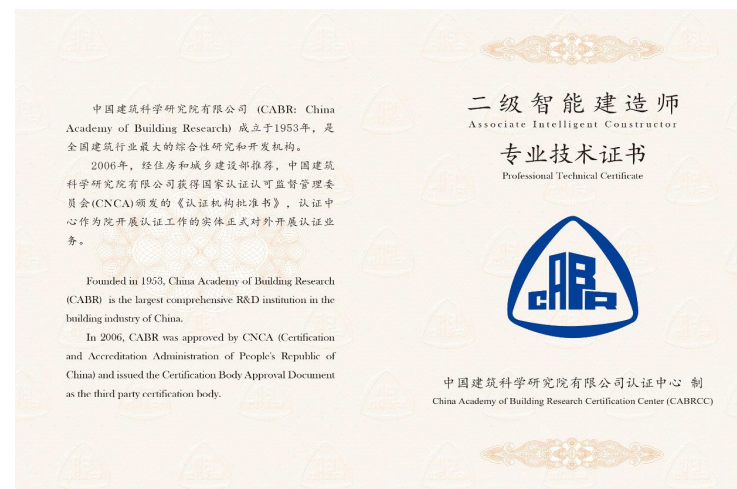 中国建筑科学研究院有限公司 (CABR: China
Academy of Building Research) 成立于1953年，是
全国建筑行业最大的综合性研究和开发机构。
2006年，经住房和城乡建设部推荐，中国建筑
科学研究院有限公司获得国家认证认可监督管理委
员会(CNCA)颁发的《认证机构批准书》，认证中
心作为院开展认证工作的实体正式对外开展认证业
务。
Founded in 1953, China Academy of Building Research
(CABR) is the largest comprehensive R&D institution in the
building industry of China.
In 2006, CABR was approved by CNCA (Certification
and Accreditation Administration of People's Republic of
China) and issued the Certification Body Approval Document
as the third party certification body.
二级智能建造师
Associate Intelligent Constructor
专业技术证书
Professional Technical Certificate
CABR
中国建筑科学研究院有限公司认证中心 制
China Academy of Building Research Certification Center (CABRCC)